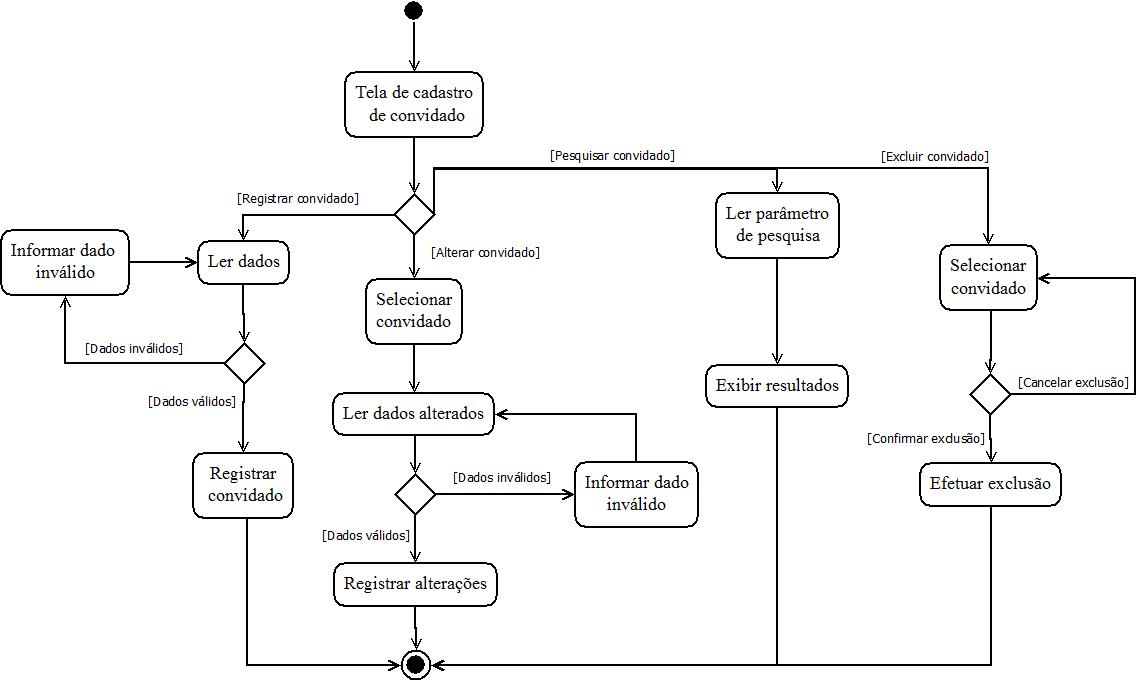 Tela de cadastro
de convidado
[Pesquisar convidado]
[Excluir convidado]
[Registrar convidado]
Ler parâmetro
de pesquisa
Informar dado
inválido
Ler dados
[Alterar convidado]
Selecionar
convidado
Selecionar
convidado
[Dados inválidos]
Exibir resultados
[Cancelar exclusão]
[Dados válidos]
Ler dados alterados
[Confirmar exclusão]
Registrar
convidado
[Dados inválidos]
Informar dado
inválido
Efetuar exclusão
[Dados válidos]
Registrar alterações